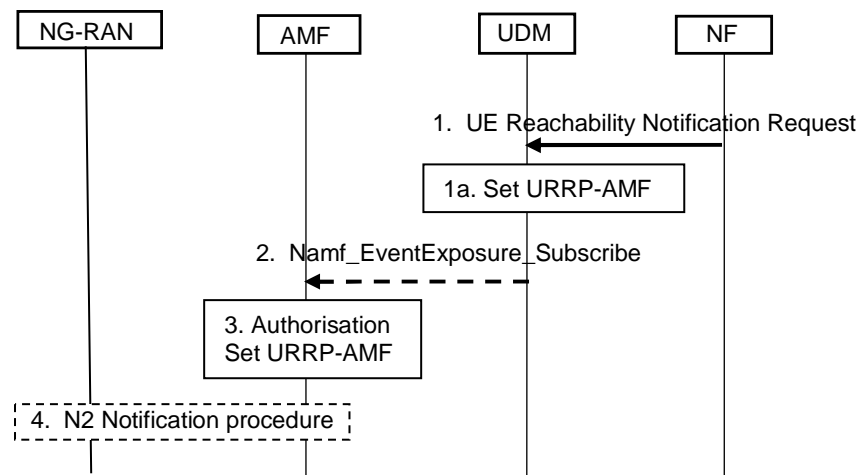 NG-RAN
AMF
UDM
NF
1. UE Reachability Notification Request
1a. Set URRP-AMF
2. Namf_EventExposure_Subscribe
3. Authorisation
Set URRP-AMF
4. N2 Notification procedure